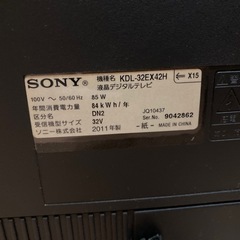 SONY
機種名 KDL-32EX42H
液晶デジタルテレビ
X15
100V ～ 50/60 Hz 85 W
年間消費電力量 84 kWh/年
区分名 DN2
受信機型サイズ 32V
ソニー株式会社 2011年製
JQ10437
Ser.No. 9042862
-紙- MADE IN CHINA